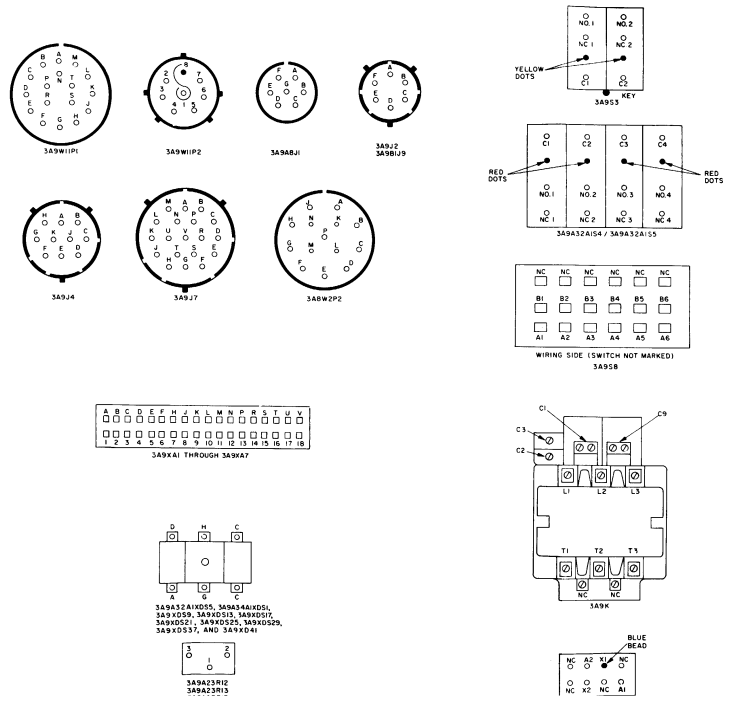 B A M
C L
N
P T
D K
R S
E J
F H
G
3A9W11P1
8
2 7
3 6
4 1 5
3A9W11P2
F A
E G B
D C
3A9A8J1
A
F B
E C
D
3A9J2
3A9B1J9
NO.1 NO.2
NC 1 NC 2
YELLOW
DOTS
C1 C2
KEY
3A9S3
C1 C2 C3 C4
RED
DOTS
RED
DOTS
NO.1 NO.2 NO.3 NO.4
NC 1 NC 2 NC 3 NC 4
3A9A32A1S4 / 3A9A32A1S5
H A B
G K J C
F E D
3A9J4
M A B
L N P C
K U V R D
J T S E
H G F
3A9J7
J A
H N K B
P
G M L C
F E D
3A8W2P2
NC NC NC NC NC NC
B1 B2 B3 B4 B5 B6
A1 A2 A3 A4 A5 A6
WIRING SIDE (SWITCH NOT MARKED)
3A9S8
A B C D E F H J K L M N P R S T U V
1 2 3 4 5 6 7 8 9 10 11 12 13 14 15 16 17 18
3A9XA1 THROUGH 3A9XA7
C1
C9
C3
C2
L1 L2 L3
T1 T2 T3
NC NC
3A9K
D H C
A G C
3A9A32A1XDS5, 3A9A34A1XDS1,
3A9XDS9, 3A9XDS13, 3A9XDS17,
3A9XDS21, 3A9XDS25, 3A9XDS29,
3A9XDS37, AND 3A9XD41
3 2
1
3A9A23R12
3A9A23R13
BLUE
BEAD
NC A2 X1 NC
NC X2 NC A1